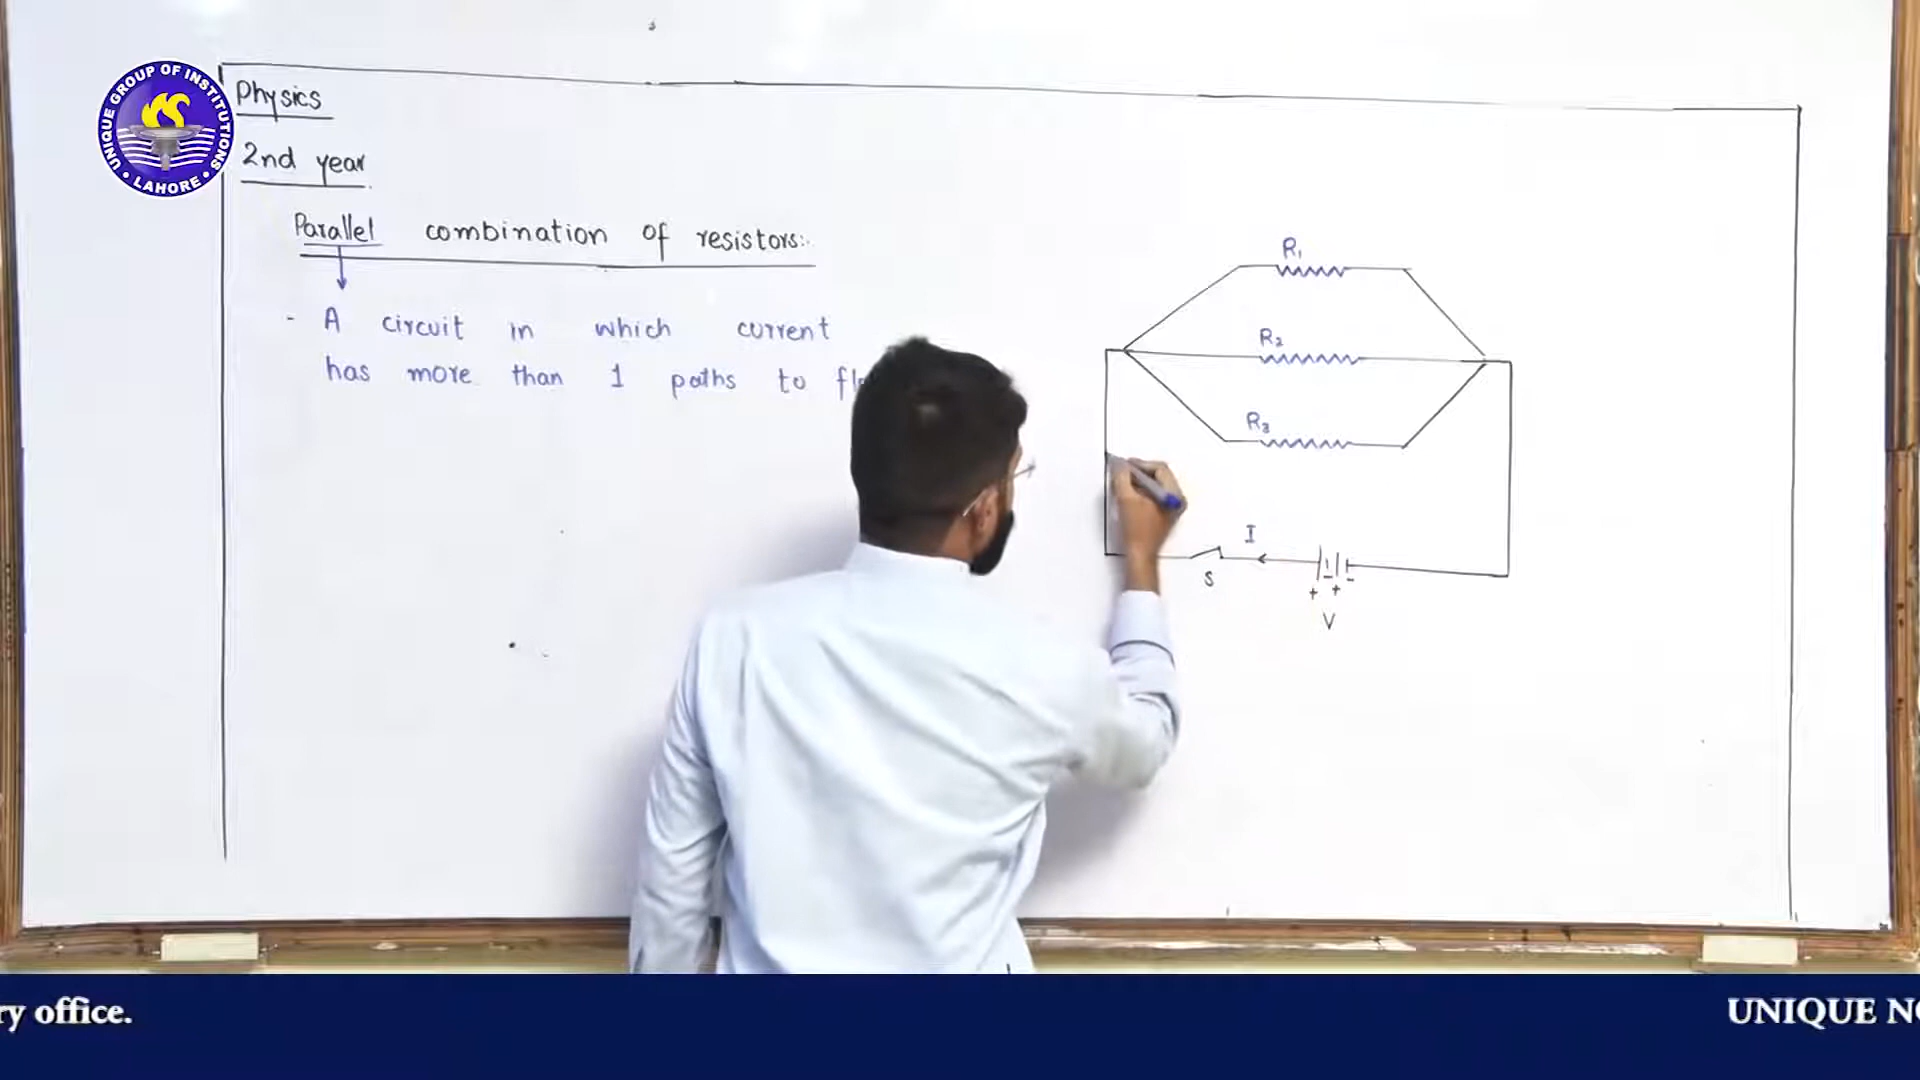 UNIQUE GROUP OF INSTITUTIONS
• LAHORE •
Physics
2nd year
Parallel combination of resistors:-
- A circuit in which current
has more than 1 paths to
R₁
R₂
R₃
I
S
+ +
V
office.
UNIQUE